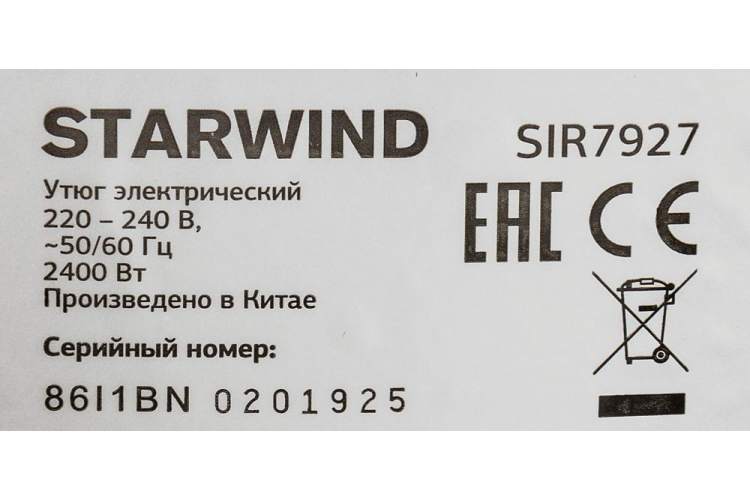 STARWIND
SIR7927
Утюг электрический
220 – 240 В,
~50/60 Гц
2400 Вт
Произведено в Китае
EAC CE
Серийный номер:
86I1BN 0201925